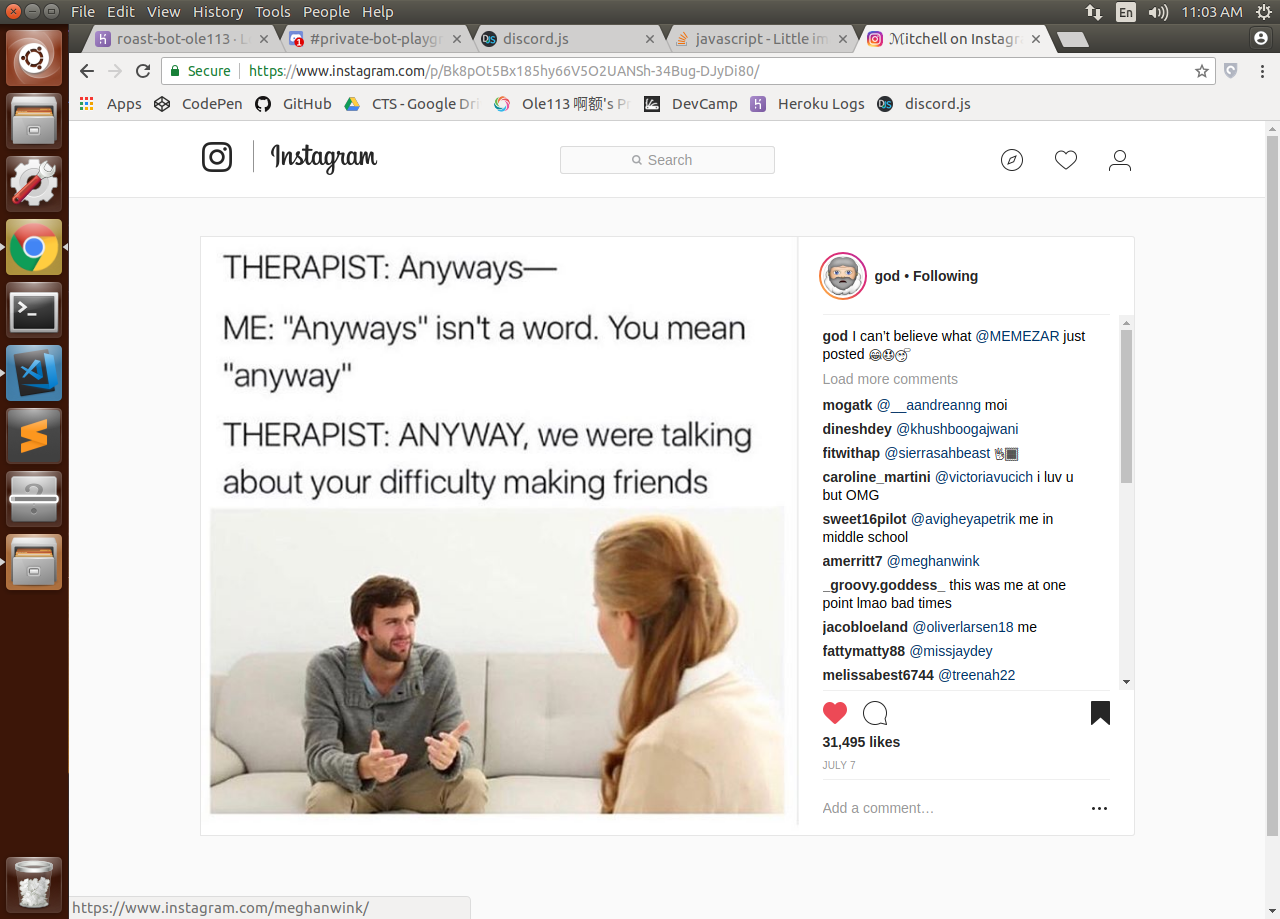 File Edit View History Tools People Help
En 11:03 AM
roast-bot-ole113 · L
#private-bot-playgr
discord.js
javascript - Little im
Mitchell on Instagr
Secure https://www.instagram.com/p/Bk8pOt5Bx185hy66V5O2UANSh-34Bug-DJyDi80/
Apps CodePen GitHub CTS - Google Dri Ole113 啊额's Pr DevCamp Heroku Logs discord.js
Instagram
Search
THERAPIST: Anyways—
ME: "Anyways" isn't a word. You mean
"anyway"
THERAPIST: ANYWAY, we were talking
about your difficulty making friends
god • Following
god I can't believe what @MEMEZAR just
posted 😂😫😴
Load more comments
mogatk @__aandreanng moi
dineshdey @khushboogajwani
fitwithap @sierrasahbeast
caroline_martini @victoriavucich i luv u
but OMG
sweet16pilot @avigheyapetrik me in
middle school
amerritt7 @meghanwink
_groovy.goddess_ this was me at one
point lmao bad times
jacobloeland @oliverlarsen18 me
fattymatty88 @missjaydey
melissabest6744 @treenah22
31,495 likes
JULY 7
Add a comment…
https://www.instagram.com/meghanwink/